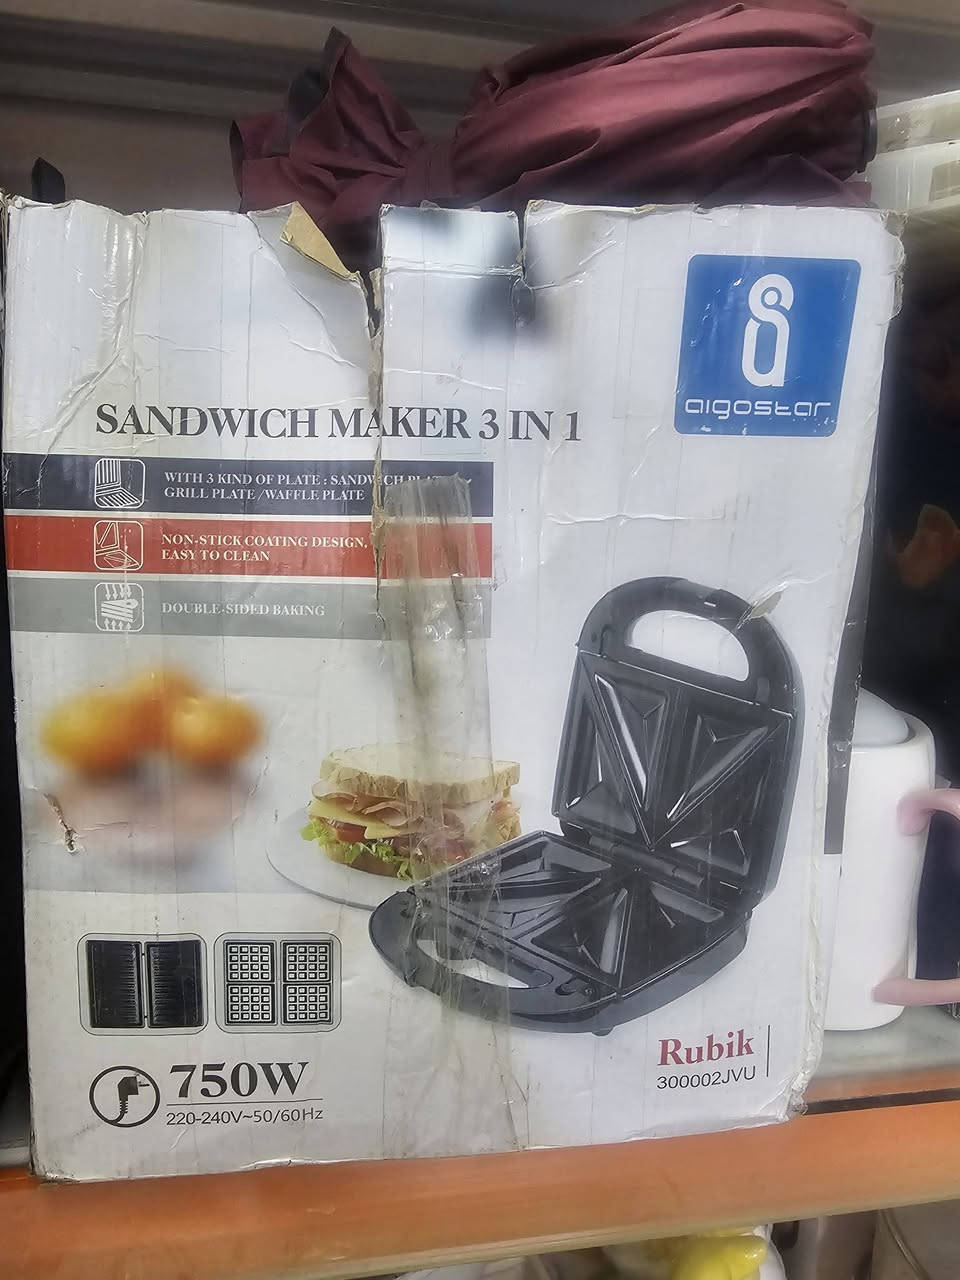 aigostar
SANDWICH MAKER 3 IN 1
WITH 3 KIND OF PLATE : SANDWICH
GRILL PLATE /WAFFLE PLATE
NON-STICK COATING DESIGN,
EASY TO CLEAN
DOUBLE-SIDED BAKING
750W
220-240V~50/60Hz
Rubik
300002JVU